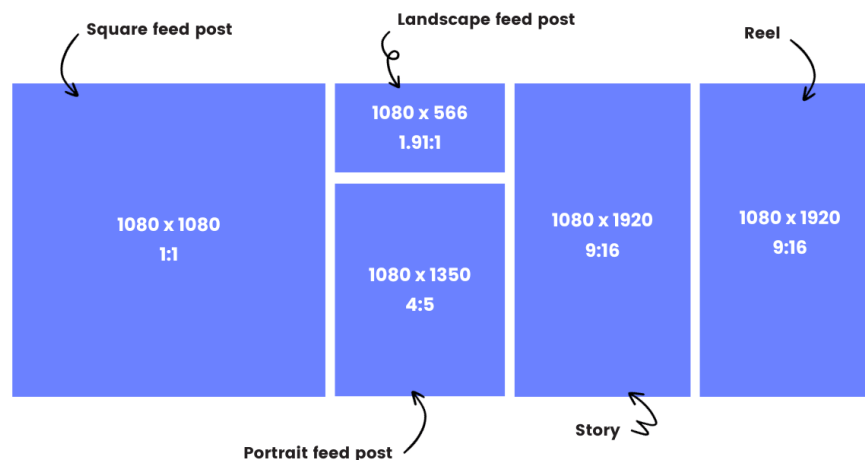 Square feed post
Landscape feed post
Reel
1080 x 1080
1:1
1080 x 566
1.91:1
1080 x 1350
4:5
1080 x 1920
9:16
1080 x 1920
9:16
Portrait feed post
Story